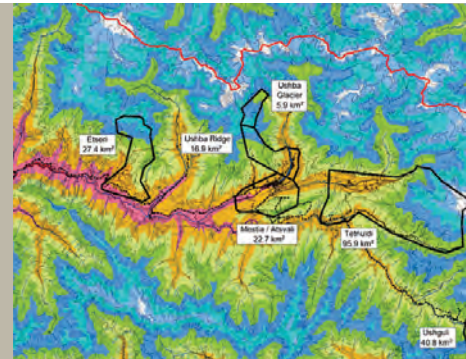 Ushba
Glacier
5.9 km²
Etseri
27.4 km²
Ushba Ridge
16.9 km²
Mestia / Atsvali
22.7 km²
Tetnuldi
95.9 km²
Ushguli
40.8 km²